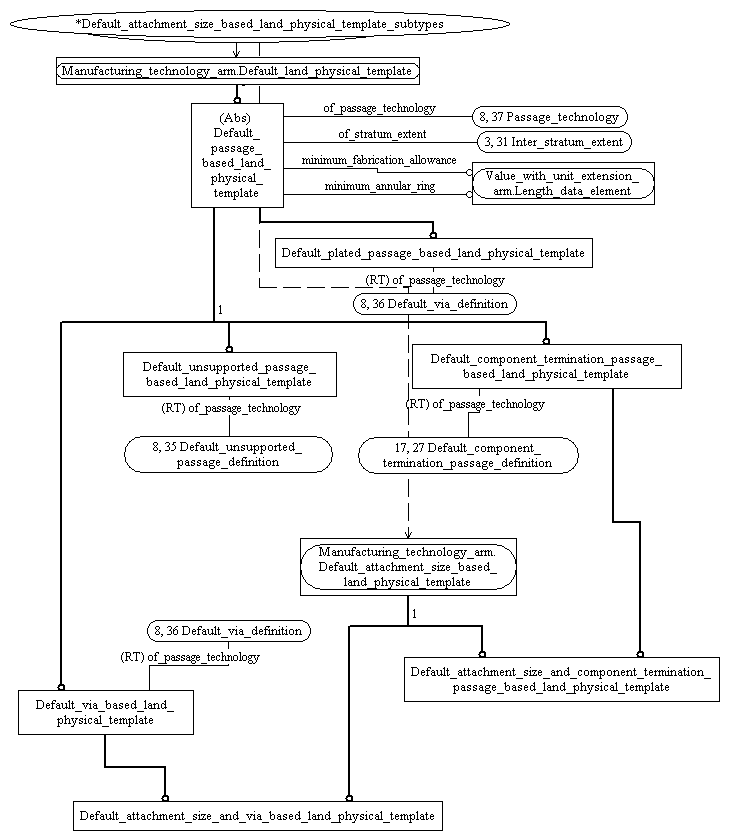 *Default_attachment_size_based_land_physical_template_subtypes
Manufacturing_technology_arm.Default_land_physical_template
(Abs)
Default_
passage_
based_land_
physical_
template
of_passage_technology
8, 37 Passage_technology
of_stratum_extent
3, 31 Inter_stratum_extent
minimum_fabrication_allowance
Value_with_unit_extension_
arm.Length_data_element
minimum_annular_ring
Default_plated_passage_based_land_physical_template
(RT) of_passage_technology
8, 36 Default_via_definition
1
Default_unsupported_passage_
based_land_physical_template
(RT) of_passage_technology
8, 35 Default_unsupported_
passage_definition
Default_component_termination_passage_
based_land_physical_template
(RT) of_passage_technology
17, 27 Default_component_
termination_passage_definition
Manufacturing_technology_arm.
Default_attachment_size_based_
land_physical_template
1
8, 36 Default_via_definition
(RT) of_passage_technology
Default_attachment_size_and_component_termination_
passage_based_land_physical_template
Default_via_based_land_
physical_template
Default_attachment_size_and_via_based_land_physical_template